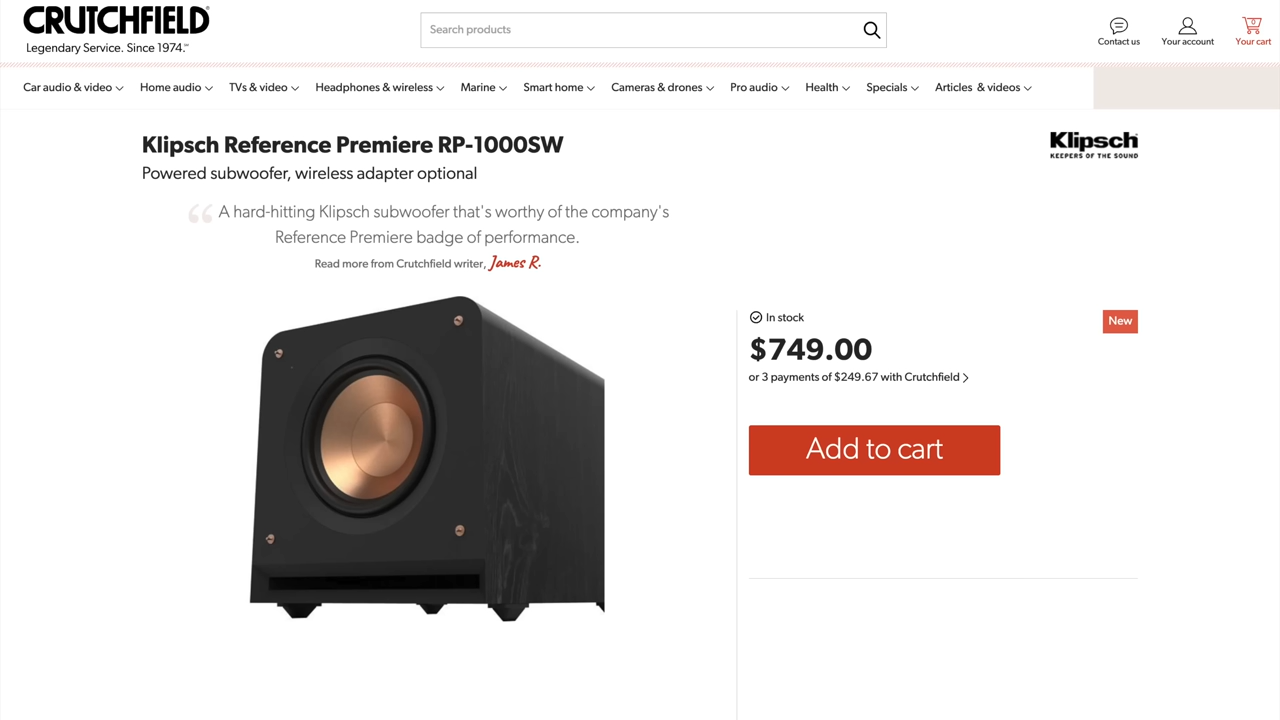 CRUTCHFIELD®
Legendary Service. Since 1974.℠
Search products
Contact us
Your account
0
Your cart
Car audio & video
Home audio
TVs & video
Headphones & wireless
Marine
Smart home
Cameras & drones
Pro audio
Health
Specials
Articles & videos
Klipsch Reference Premiere RP-1000SW
Powered subwoofer, wireless adapter optional
Klipsch
KEEPERS OF THE SOUND
“ A hard-hitting Klipsch subwoofer that's worthy of the company's
Reference Premiere badge of performance.
Read more from Crutchfield writer, James R.
In stock
New
$749.00
or 3 payments of $249.67 with Crutchfield
Add to cart